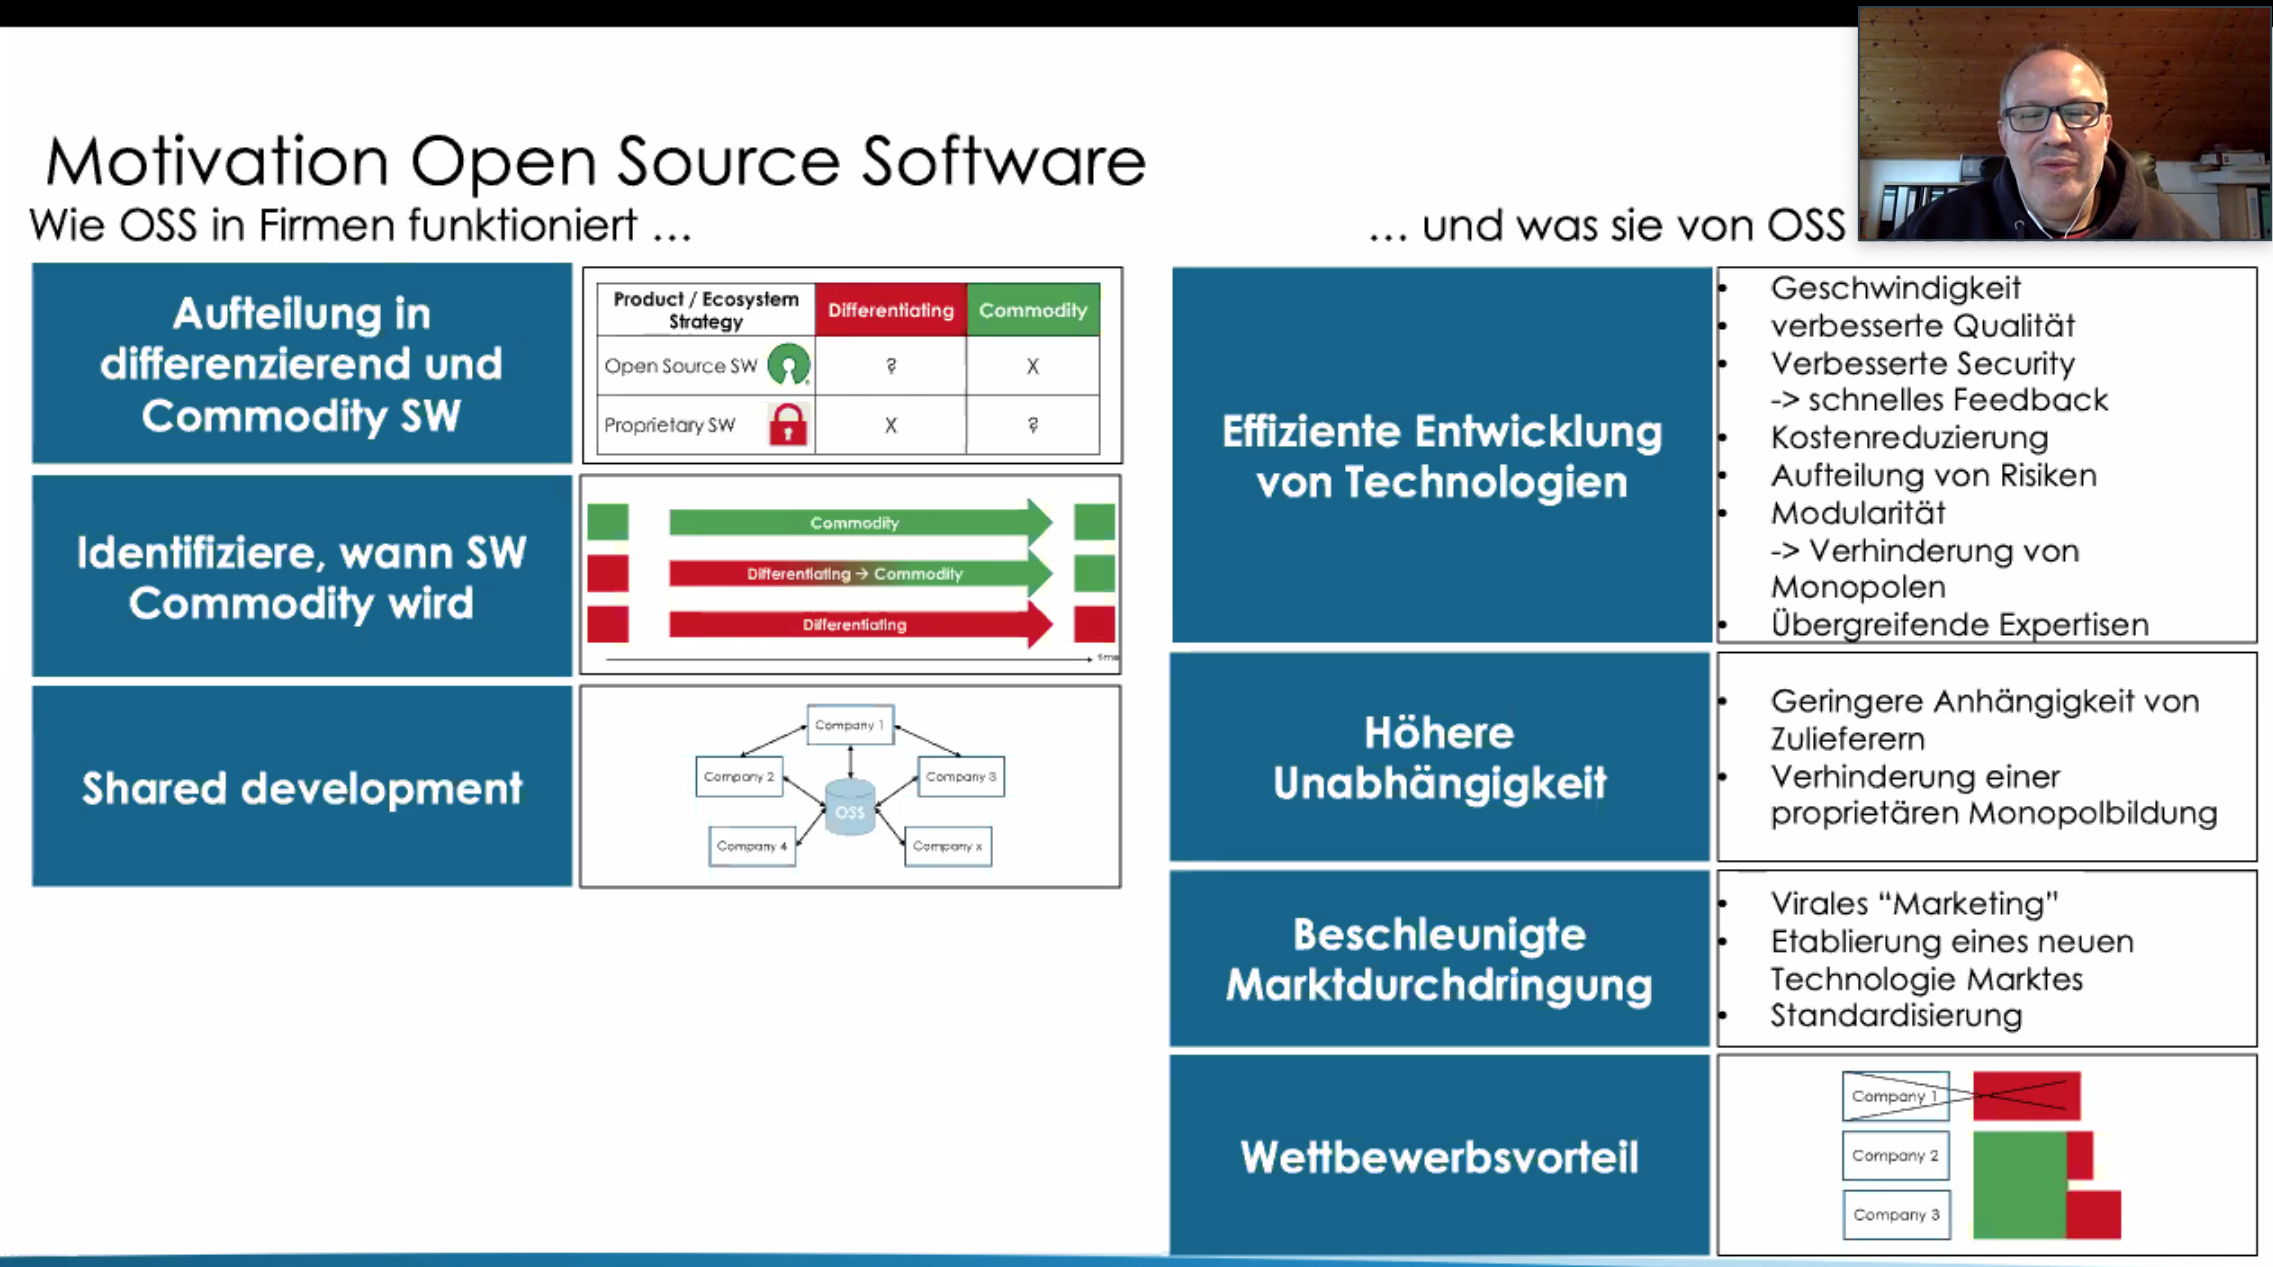 Motivation Open Source Software
Wie OSS in Firmen funktioniert ...
Aufteilung in
differenzierend und
Commodity SW
Product / Ecosystem
Strategy
Differentiating
Commodity
Open Source SW
?
X
Proprietary SW
X
?
Identifiziere, wann SW
Commodity wird
Commodity
Differentiating → Commodity
Differentiating
time
Shared development
Company 1
Company 2
Company 3
OSS
Company 4
Company x
... und was sie von OSS
Effiziente Entwicklung
von Technologien
• Geschwindigkeit
• verbesserte Qualität
• Verbesserte Security
-> schnelles Feedback
• Kostenreduzierung
• Aufteilung von Risiken
• Modularität
-> Verhinderung von
Monopolen
• Übergreifende Expertisen
Höhere
Unabhängigkeit
• Geringere Anhängigkeit von
Zulieferern
• Verhinderung einer
proprietären Monopolbildung
Beschleunigte
Marktdurchdringung
• Virales “Marketing”
• Etablierung eines neuen
Technologie Marktes
• Standardisierung
Wettbewerbsvorteil
Company 1
Company 2
Company 3